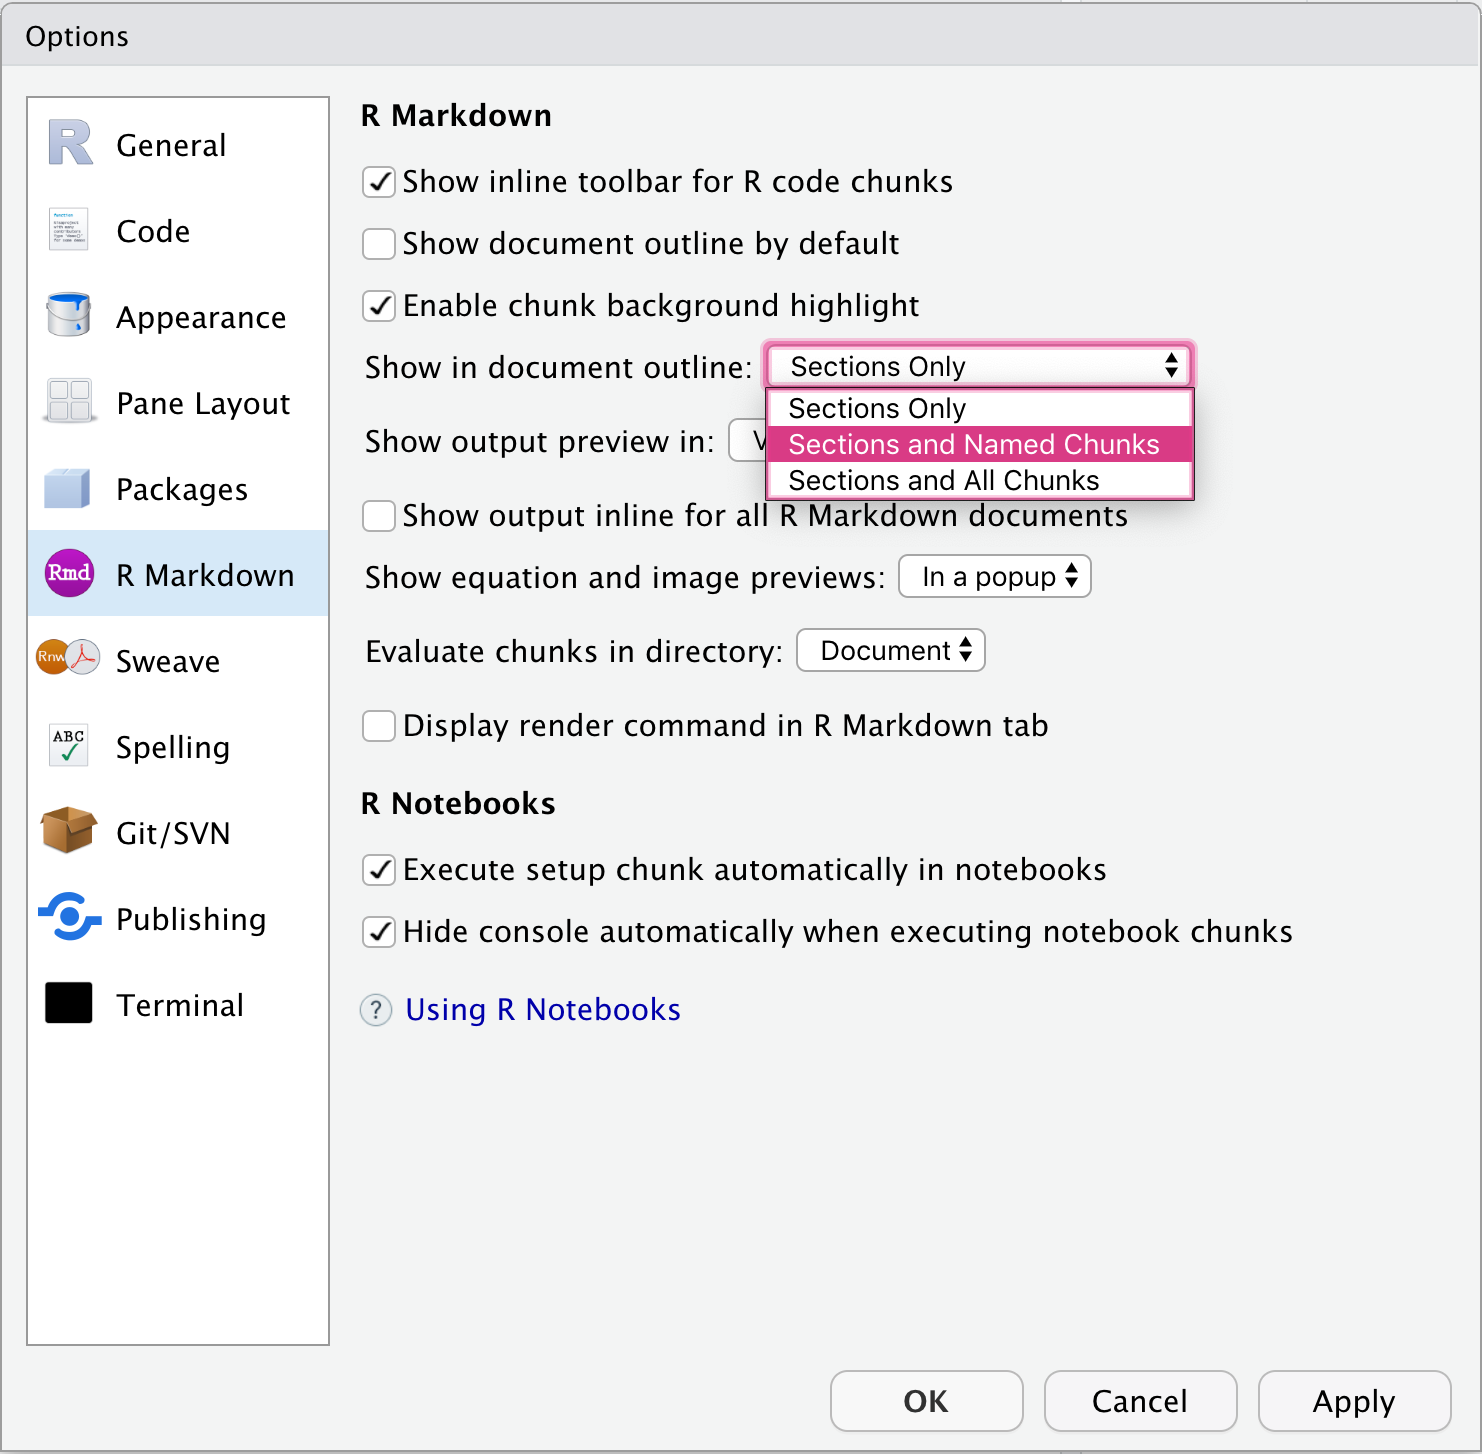 Options
General
Code
Appearance
Pane Layout
Packages
Rmd R Markdown
Rnw Sweave
ABC Spelling
Git/SVN
Publishing
Terminal
R Markdown
Show inline toolbar for R code chunks
Show document outline by default
Enable chunk background highlight
Show in document outline: Sections Only
Sections Only
Sections and Named Chunks
Sections and All Chunks
Show output preview in:
Show output inline for all R Markdown documents
Show equation and image previews: In a popup
Evaluate chunks in directory: Document
Display render command in R Markdown tab
R Notebooks
Execute setup chunk automatically in notebooks
Hide console automatically when executing notebook chunks
? Using R Notebooks
OK Cancel Apply